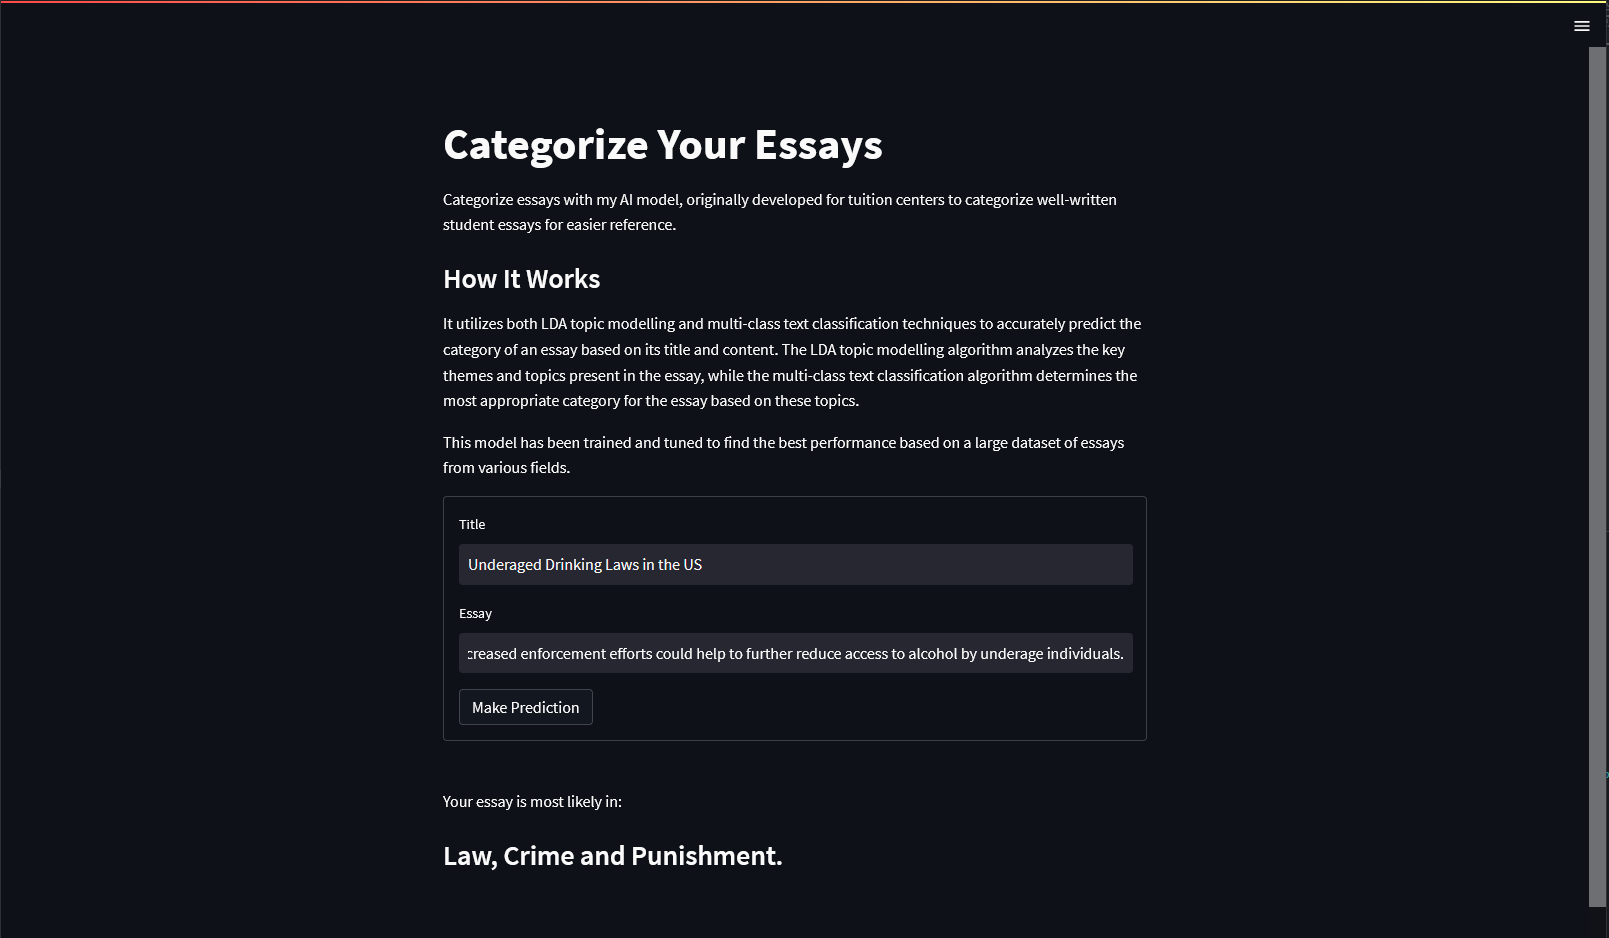 Categorize Your Essays
Categorize essays with my AI model, originally developed for tuition centers to categorize well-written
student essays for easier reference.
How It Works
It utilizes both LDA topic modelling and multi-class text classification techniques to accurately predict the
category of an essay based on its title and content. The LDA topic modelling algorithm analyzes the key
themes and topics present in the essay, while the multi-class text classification algorithm determines the
most appropriate category for the essay based on these topics.
This model has been trained and tuned to find the best performance based on a large dataset of essays
from various fields.
Title
Underaged Drinking Laws in the US
Essay
creased enforcement efforts could help to further reduce access to alcohol by underage individuals.
Make Prediction
Your essay is most likely in:
Law, Crime and Punishment.